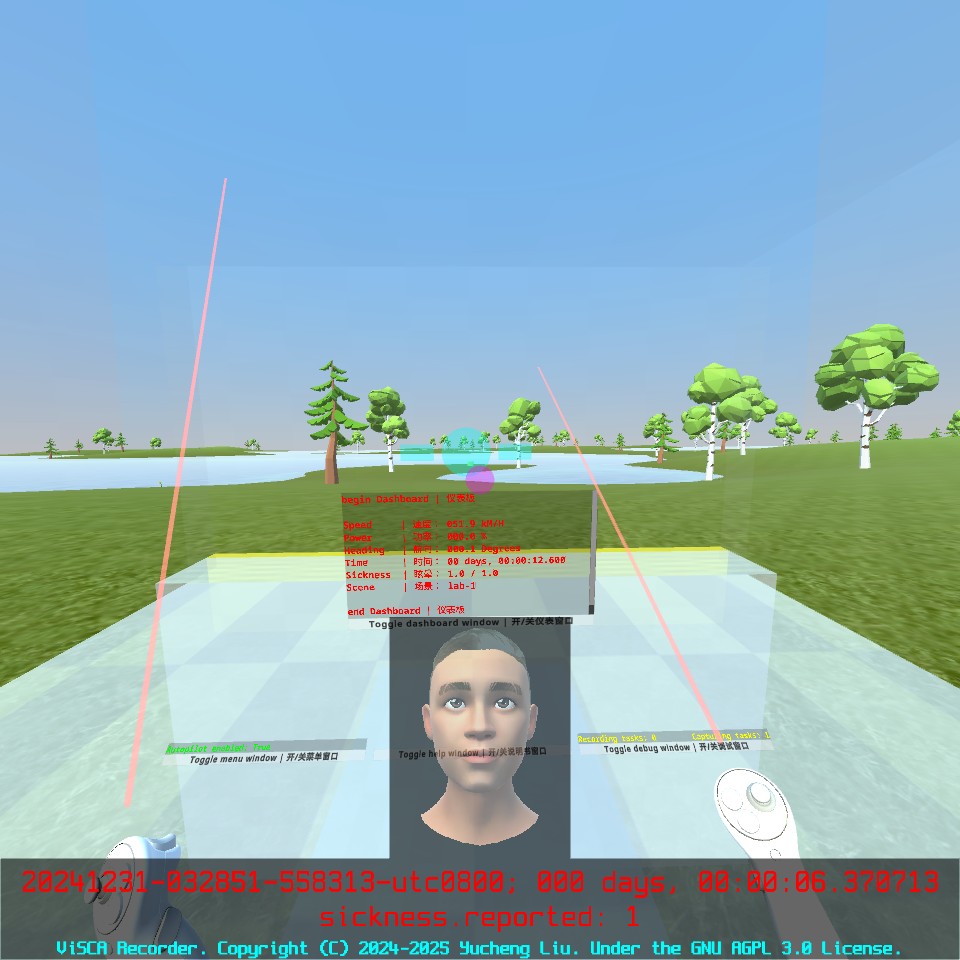 begin Dashboard | 仪表板
Speed | 速度: 051.9 kM/H
Power | 功率: 000.0 %
Heading | 朝向: 000.1 Degrees
Time | 时间: 00 days, 00:00:12.600
Sickness | 眩晕: 1.0 / 1.0
Scene | 场景: lab-1
end Dashboard | 仪表板
Toggle dashboard window | 开/关仪表窗口
Autopilot enabled: True
Toggle menu window | 开/关菜单窗口
Toggle help window | 开/关说明书窗口
Recording tasks: 0 Capturing tasks: 1
Toggle debug window | 开/关调试窗口
20241231-032851-558313-utc0800; 000 days, 00:00:06.370713
sickness.reported: 1
ViSCA Recorder. Copyright (C) 2024-2025 Yucheng Liu. Under the GNU AGPL 3.0 License.